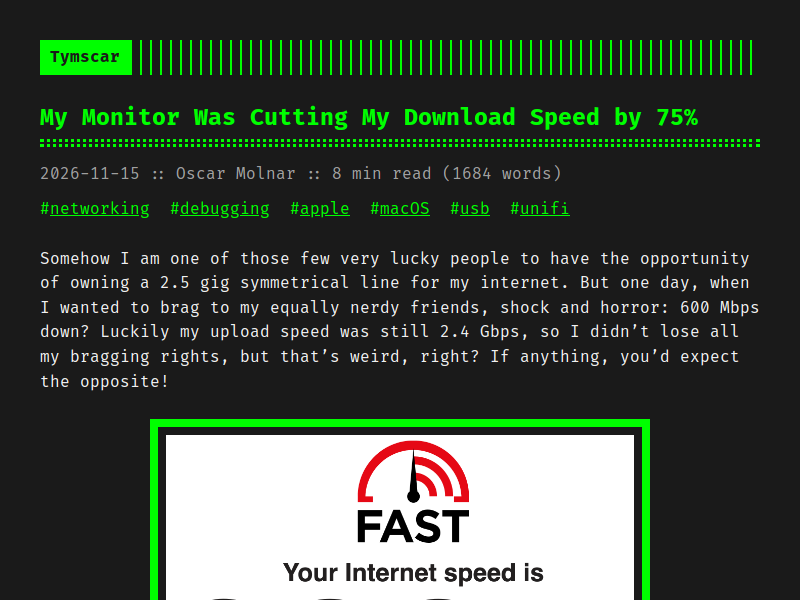 Tymscar
My Monitor Was Cutting My Download Speed by 75%
2026-11-15 :: Oscar Molnar :: 8 min read (1684 words)
#networking #debugging #apple #macOS #usb #unifi
Somehow I am one of those few very lucky people to have the opportunity
of owning a 2.5 gig symmetrical line for my internet. But one day, when
I wanted to brag to my equally nerdy friends, shock and horror: 600 Mbps
down? Luckily my upload speed was still 2.4 Gbps, so I didn’t lose all
my bragging rights, but that’s weird, right? If anything, you’d expect
the opposite!
FAST
Your Internet speed is